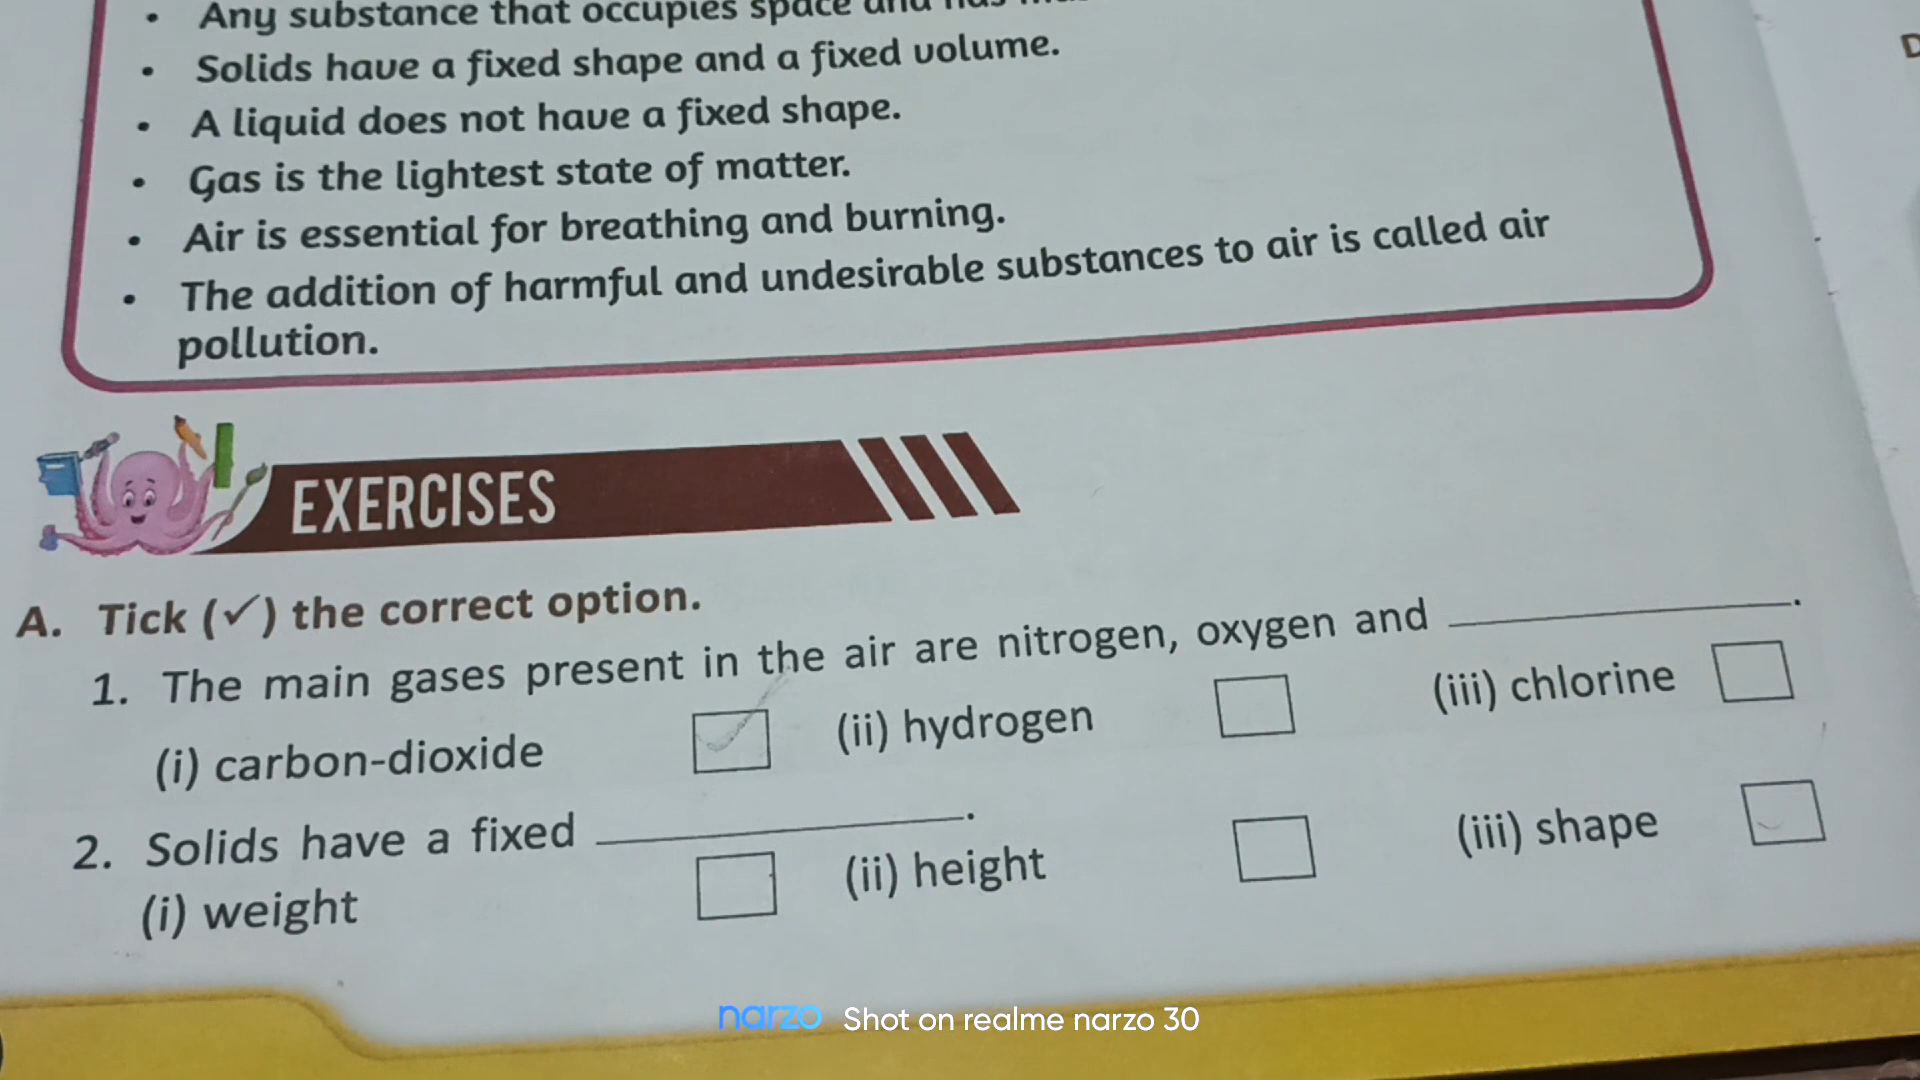 • Any substance that occupies space and has
• Solids have a fixed shape and a fixed volume.
• A liquid does not have a fixed shape.
• Gas is the lightest state of matter.
• Air is essential for breathing and burning.
• The addition of harmful and undesirable substances to air is called air
pollution.
EXERCISES
A. Tick (✓) the correct option.
1. The main gases present in the air are nitrogen, oxygen and ____________.
(i) carbon-dioxide (ii) hydrogen (iii) chlorine
2. Solids have a fixed ____________.
(i) weight (ii) height (iii) shape
narzo Shot on realme narzo 30